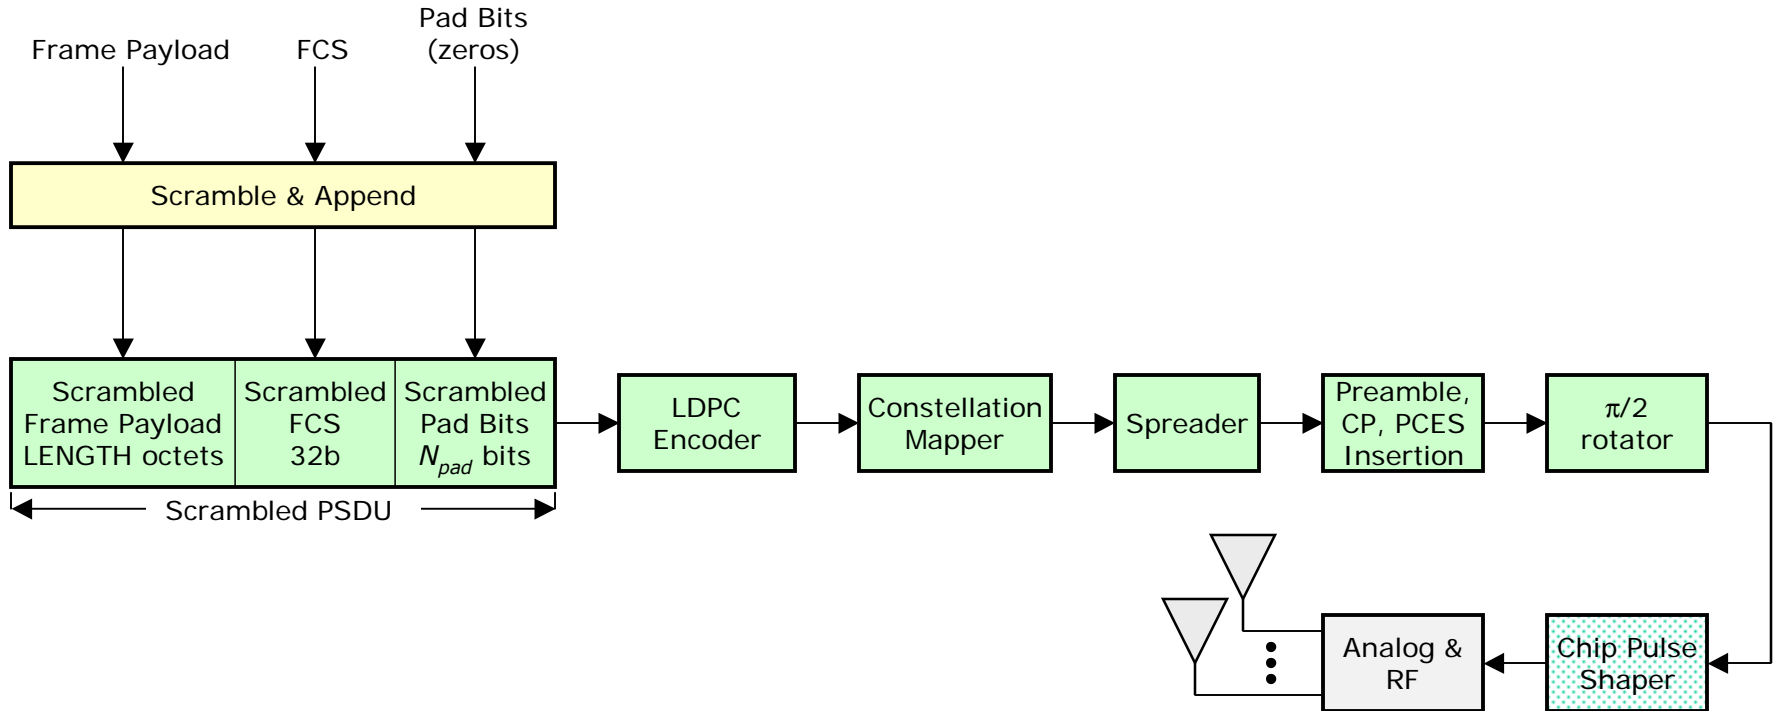 Frame Payload
FCS
Pad Bits
(zeros)
Scramble & Append
Scrambled
Frame Payload
LENGTH octets
Scrambled
FCS
32b
Scrambled
Pad Bits
Npad bits
Scrambled PSDU
LDPC
Encoder
Constellation
Mapper
Spreader
Preamble,
CP, PCES
Insertion
π/2
rotator
Analog &
RF
Chip Pulse
Shaper